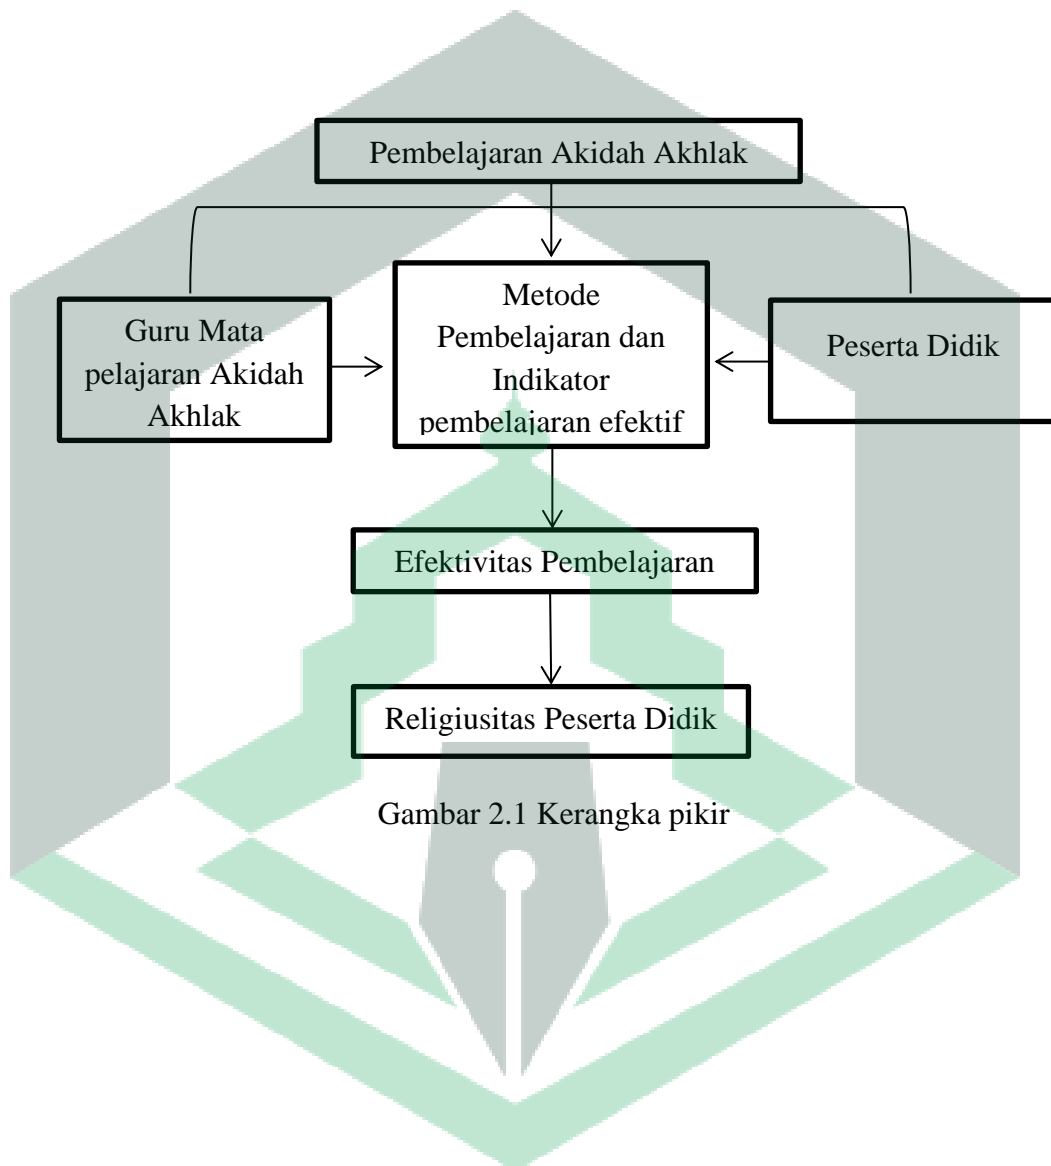 Pembelajaran Akidah Akhlak
Guru Mata
pelajaran Akidah
Akhlak
Metode
Pembelajaran dan
Indikator
pembelajaran efektif
Peserta Didik
Efektivitas Pembelajaran
Religiusitas Peserta Didik
Gambar 2.1 Kerangka pikir